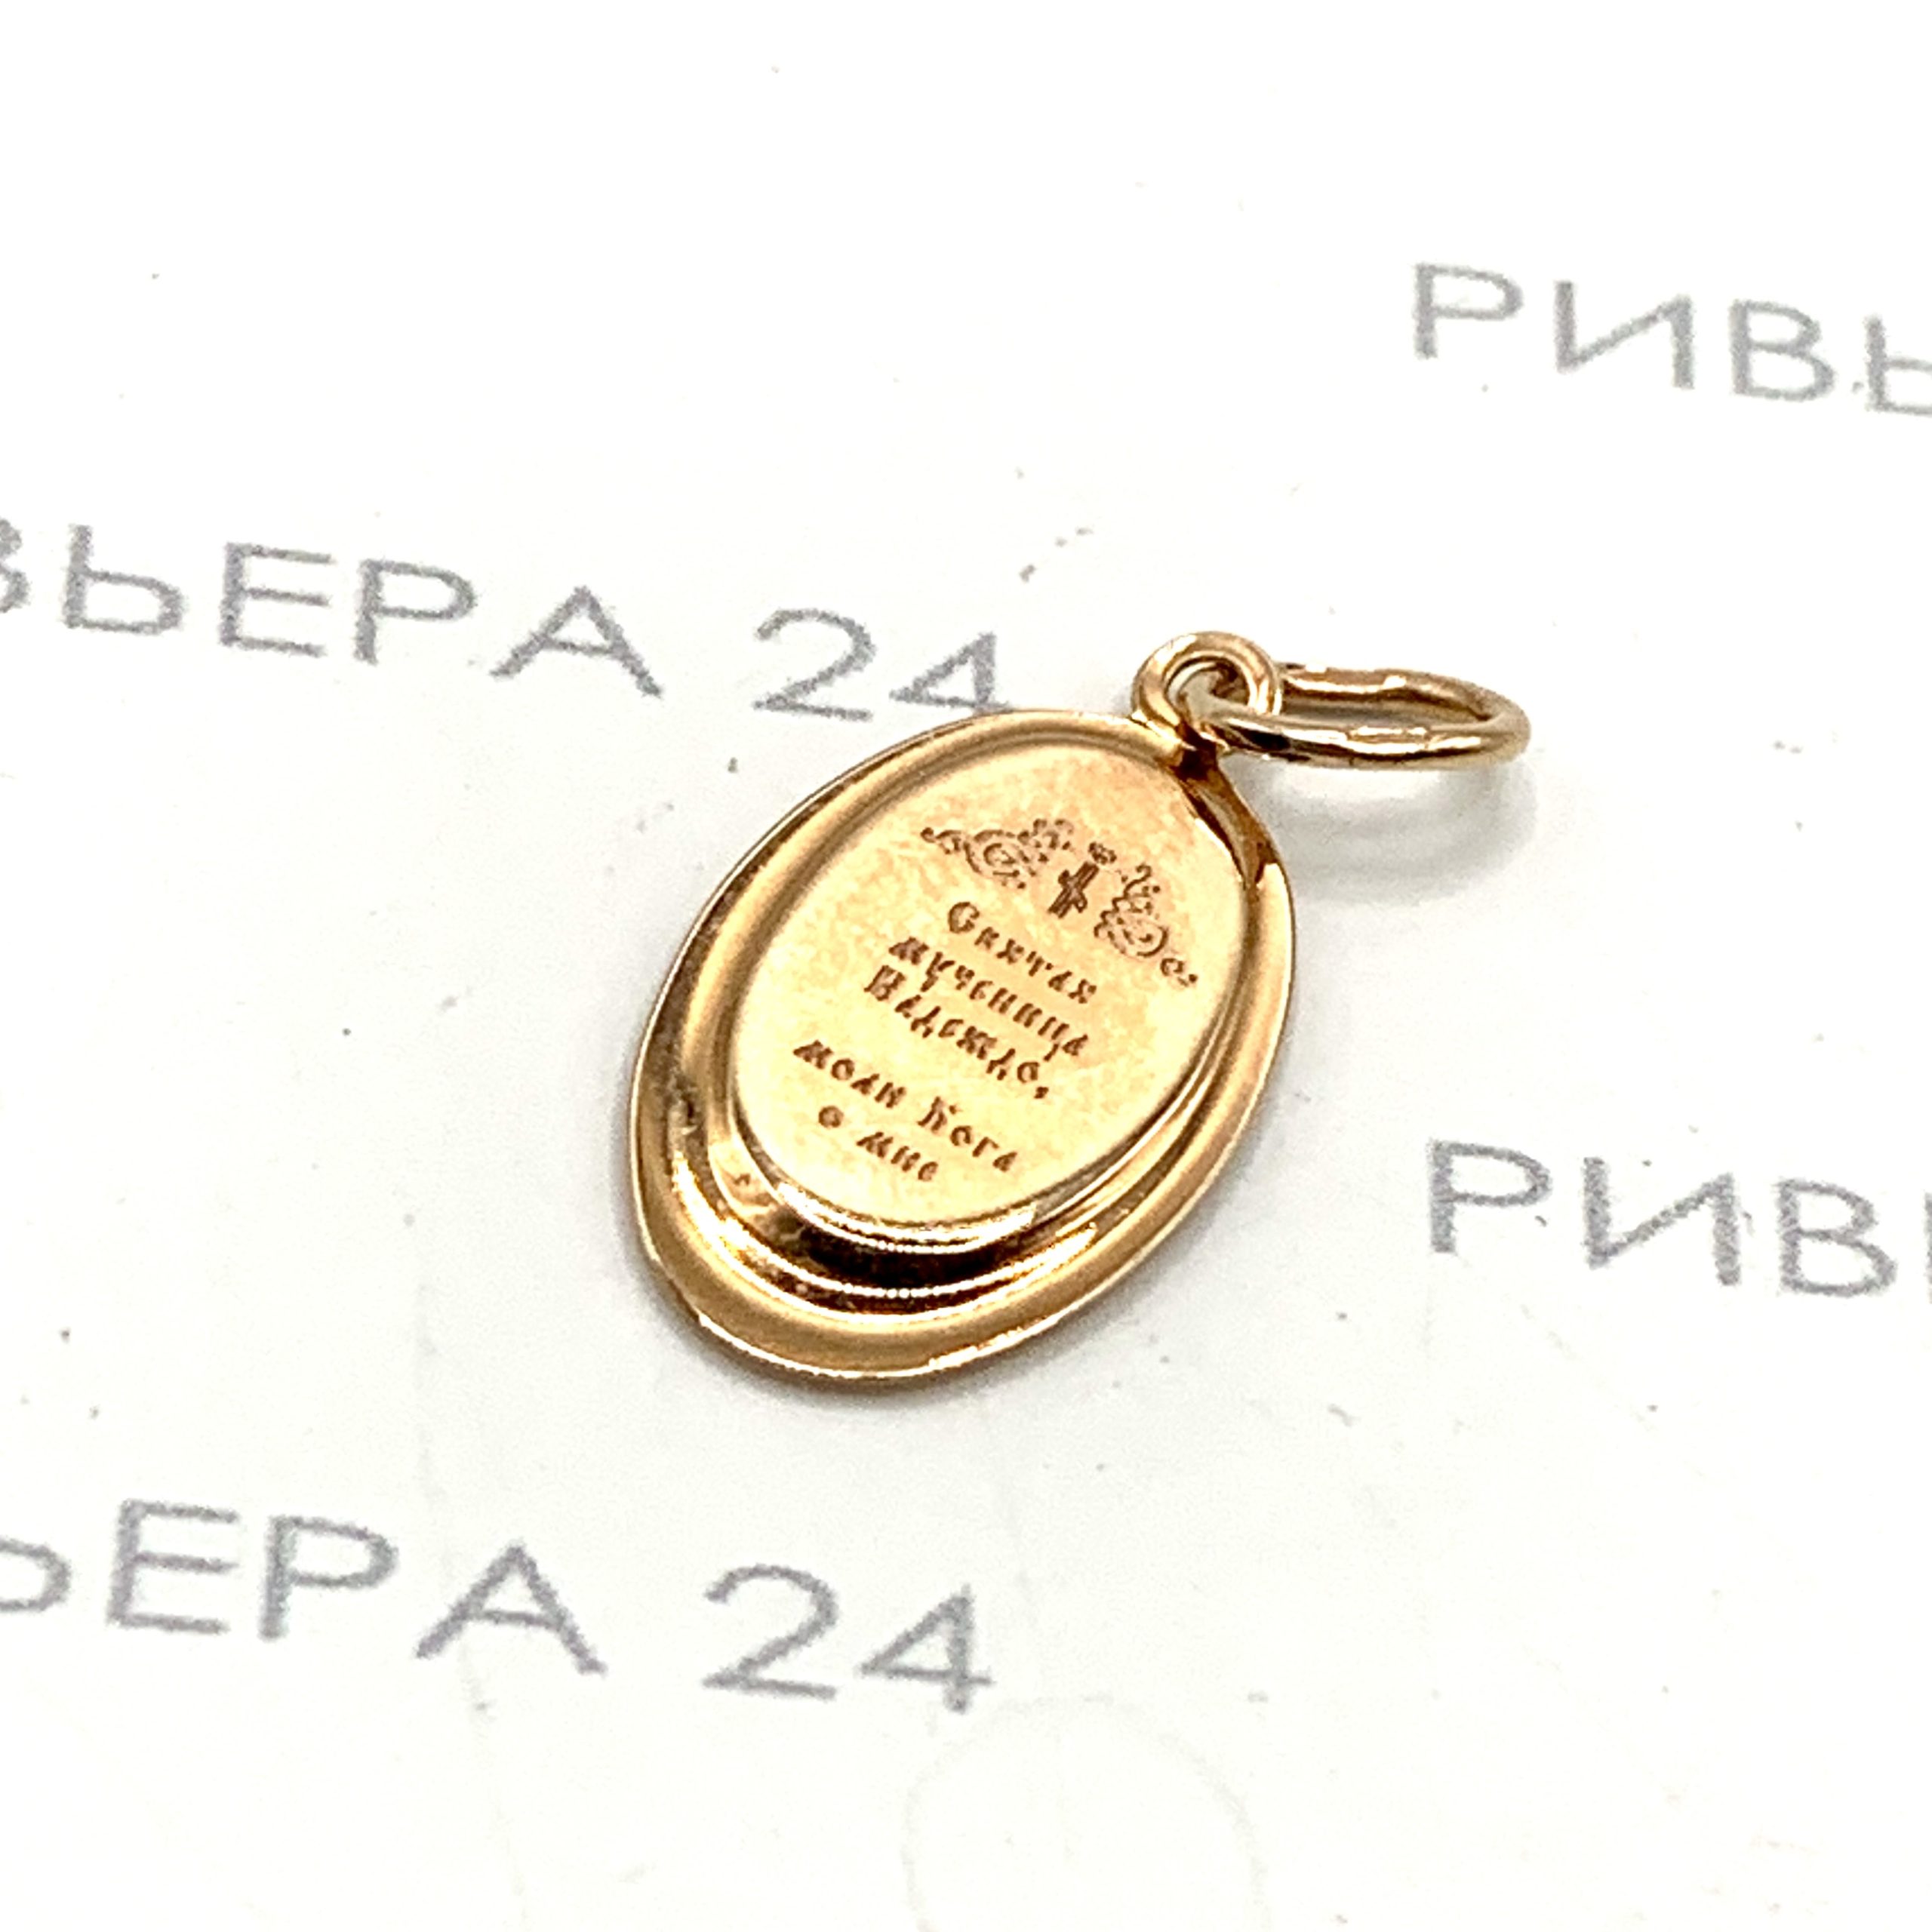 РИВЬ
ВЬЕРА 24
Святая
мученица
Надеждо,
моли Бога
о мне
РИВЬ
ЬЕРА 24